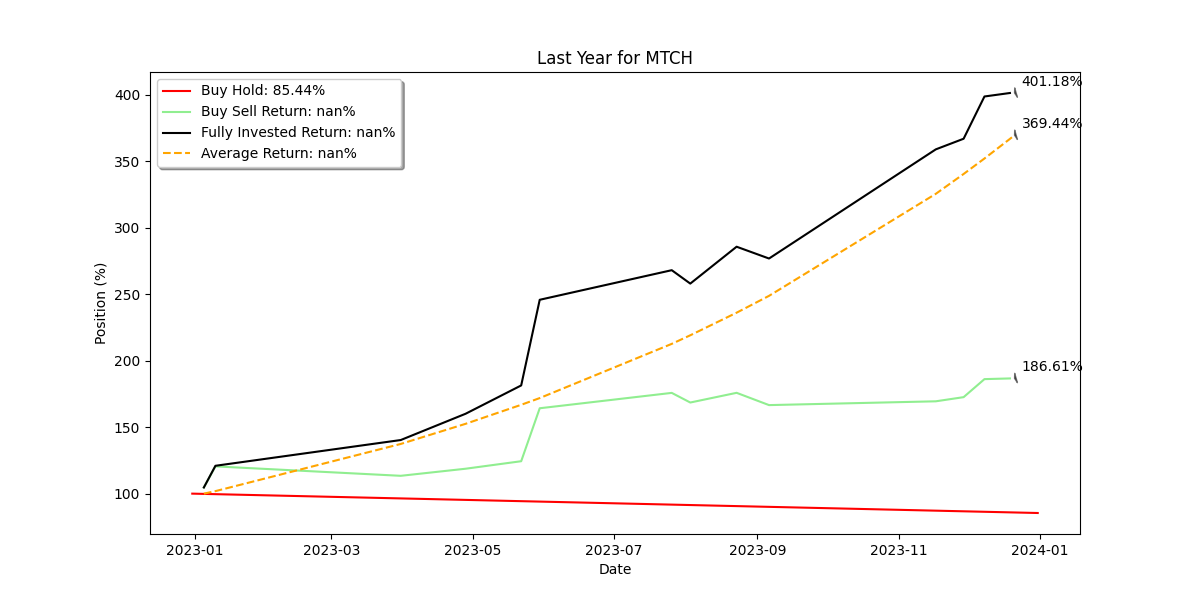 Last Year for MTCH
Buy Hold: 85.44%
Buy Sell Return: nan%
Fully Invested Return: nan%
Average Return: nan%
401.18%
369.44%
186.61%
400
350
300
250
200
150
100
Position (%)
2023-01 2023-03 2023-05 2023-07 2023-09 2023-11 2024-01
Date